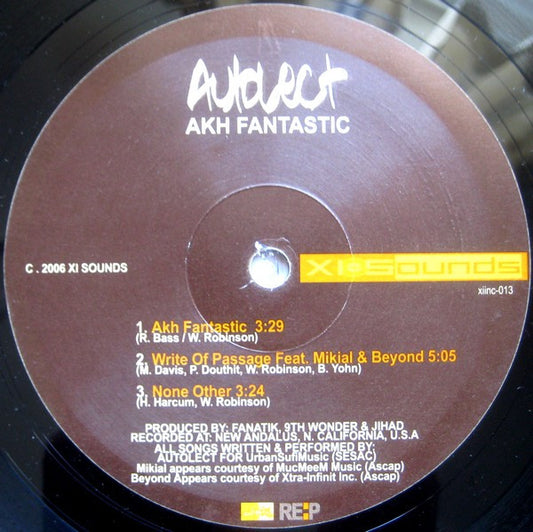 Autolect
AKH FANTASTIC
C . 2006 XI SOUNDS
XI:Sounds
xiinc-013
1. Akh Fantastic 3:29
(R. Bass / W. Robinson)
2. Write Of Passage Feat. Mikial & Beyond 5:05
(M. Davis, P. Douthit, W. Robinson, B. Yohn)
3. None Other 3:24
(H. Harcum, W. Robinson)
PRODUCED BY: FANATIK, 9TH WONDER & JIHAD
RECORDED AT: NEW ANDALUS, N. CALIFORNIA, U.S.A
ALL SONGS WRITTEN & PERFORMED BY:
AUTOLECT FOR UrbanSufiMusic (SESAC)
Mikial appears courtesy of MucMeeM Music (Ascap)
Beyond Appears courtesy of Xtra-Infinit Inc. (Ascap)
RE:P